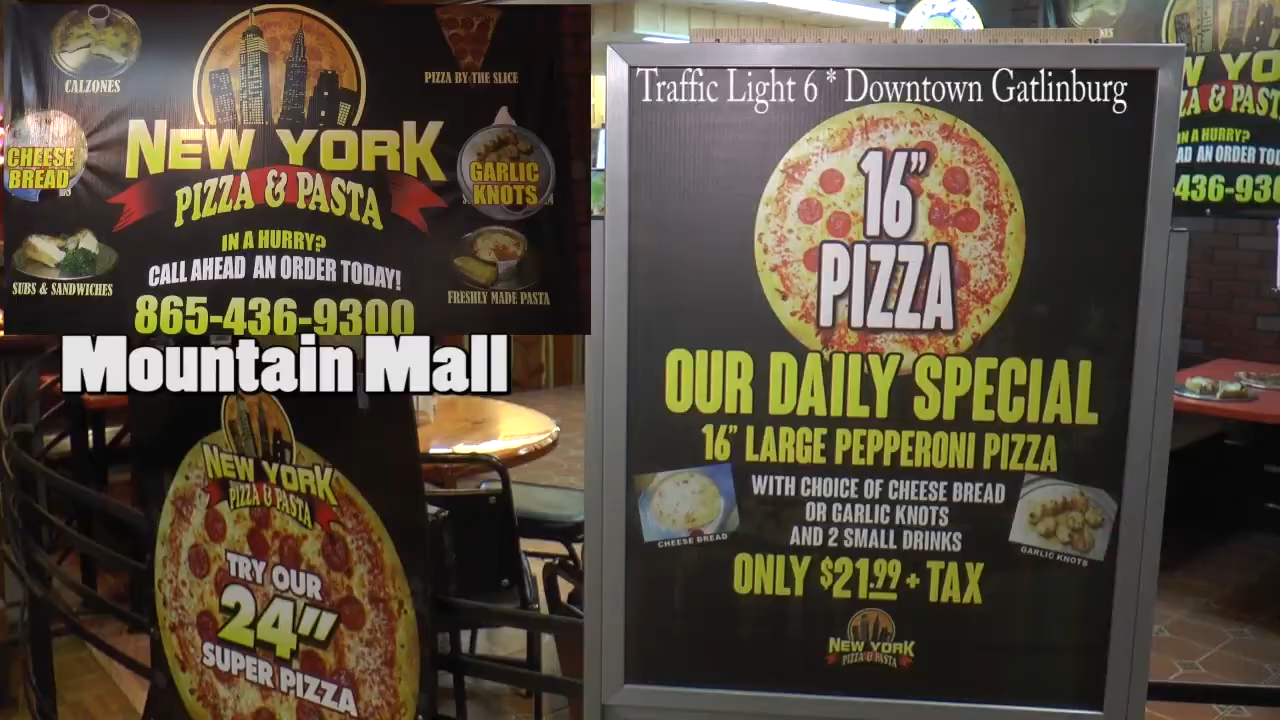 CALZONES
PIZZA BY THE SLICE
CHEESE
BREAD
NEW YORK
PIZZA & PASTA
GARLIC
KNOTS
IN A HURRY?
CALL AHEAD AN ORDER TODAY!
SUBS & SANDWICHES
FRESHLY MADE PASTA
865-436-9300
Mountain Mall
NEW YORK
PIZZA & PASTA
TRY OUR
24"
SUPER PIZZA
Traffic Light 6 * Downtown Gatlinburg
16"
PIZZA
OUR DAILY SPECIAL
16" LARGE PEPPERONI PIZZA
WITH CHOICE OF CHEESE BREAD
OR GARLIC KNOTS
AND 2 SMALL DRINKS
CHEESE BREAD
GARLIC KNOTS
ONLY $21.99 + TAX
NEW YORK
PIZZA & PASTA
W YO
ZA & PAST
IN A HURRY?
AD AN ORDER TO
-436-930